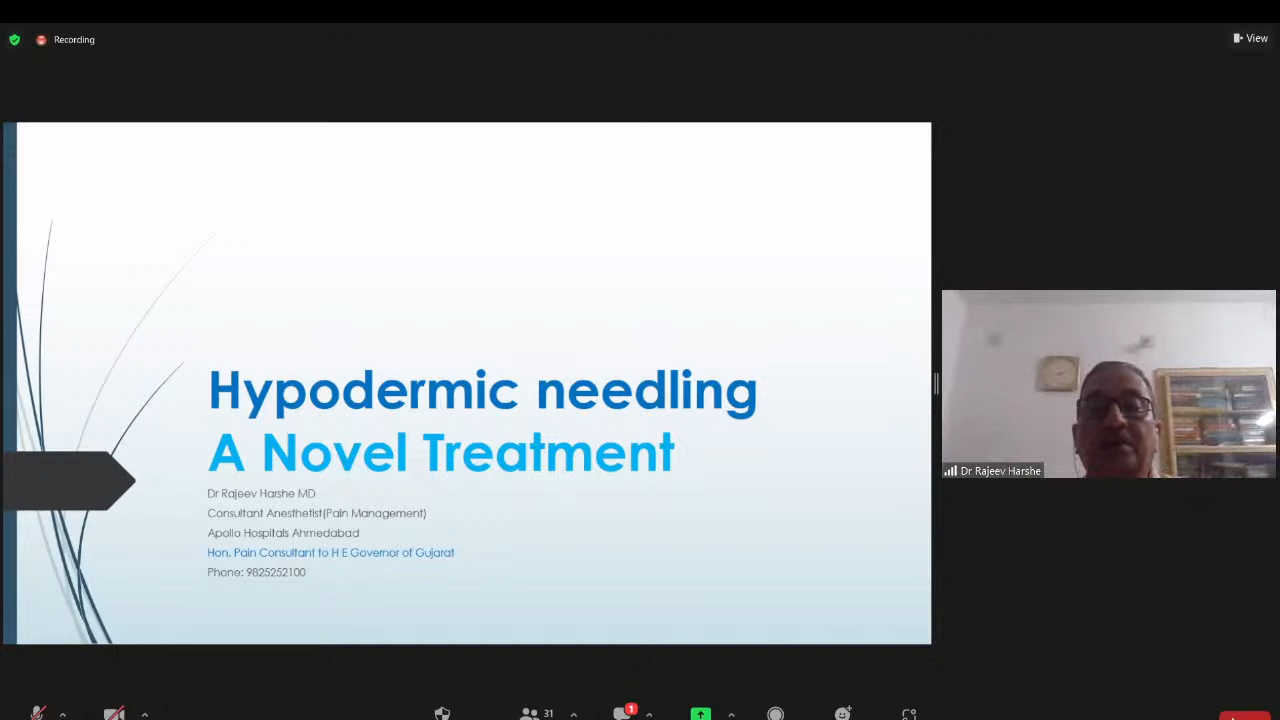 Recording
View
Hypodermic needling
A Novel Treatment
Dr Rajeev Harshe MD
Consultant Anesthetist(Pain Management)
Apollo Hospitals Ahmedabad
Hon. Pain Consultant to H E Governor of Gujarat
Phone: 9825252100
Dr Rajeev Harshe
31
1